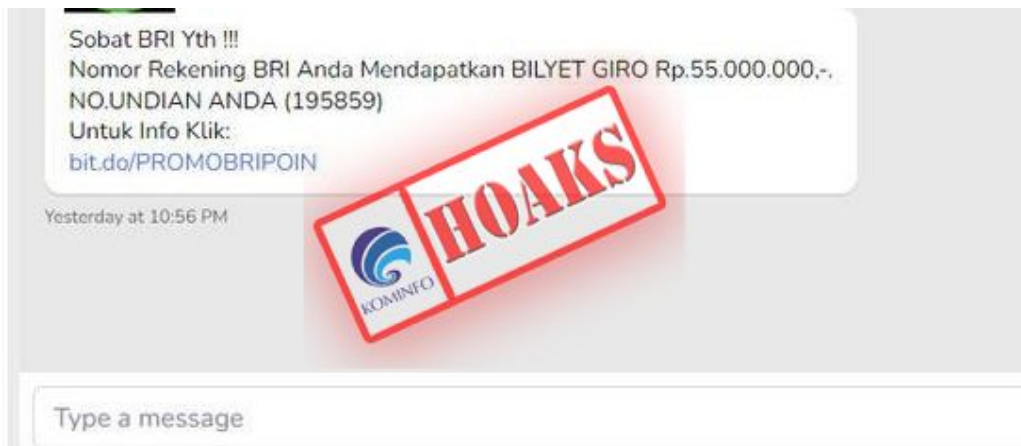 Sobat BRI Yth !!!
Nomor Rekening BRI Anda Mendapatkan BILYET GIRO Rp.55.000.000,-.
NO.UNDIAN ANDA (195859)
Untuk Info Klik:
bit.do/PROMOBRIPOIN
Yesterday at 10:56 PM
HOAKS
KOMINFO
Type a message